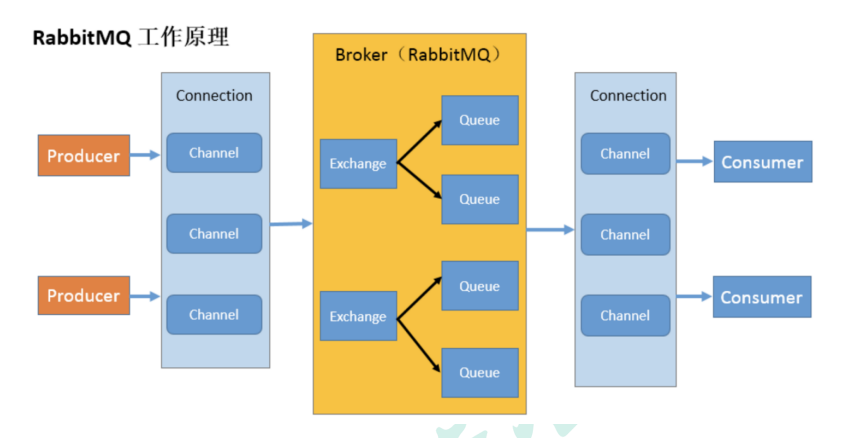 RabbitMQ 工作原理
Producer
Producer
Connection
Channel
Channel
Channel
Broker（RabbitMQ）
Exchange
Queue
Queue
Exchange
Queue
Queue
Connection
Channel
Channel
Channel
Consumer
Consumer